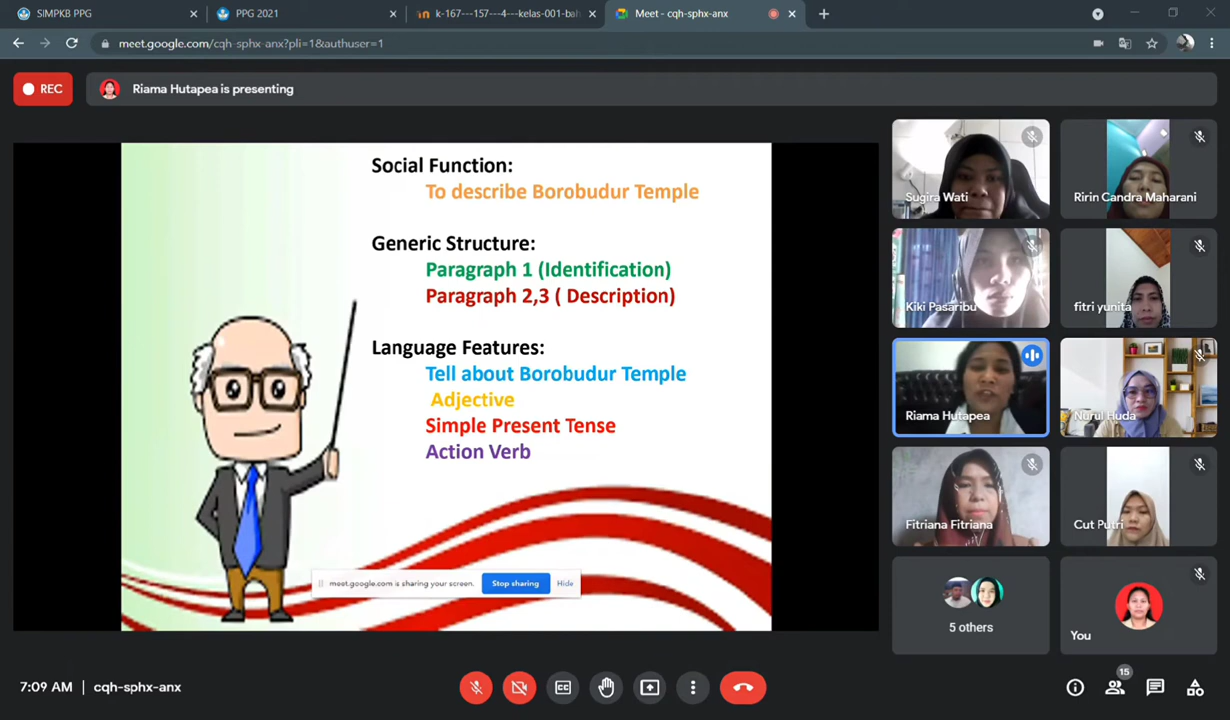 SIMPKB PPG
PPG 2021
k-167---157---4---kelas-001-bah
Meet - cqh-sphx-anx
meet.google.com/cqh-sphx-anx?pli=1&authuser=1
REC
Riama Hutapea is presenting
Social Function:
To describe Borobudur Temple
Generic Structure:
Paragraph 1 (Identification)
Paragraph 2,3 ( Description)
Language Features:
Tell about Borobudur Temple
Adjective
Simple Present Tense
Action Verb
meet.google.com is sharing your screen.
Stop sharing
Hide
Sugira Wati
Ririn Candra Maharani
Kiki Pasaribu
fitri yunita
Riama Hutapea
Nurul Huda
Fitriana Fitriana
Cut Putri
5 others
You
7:09 AM | cqh-sphx-anx
CC
15